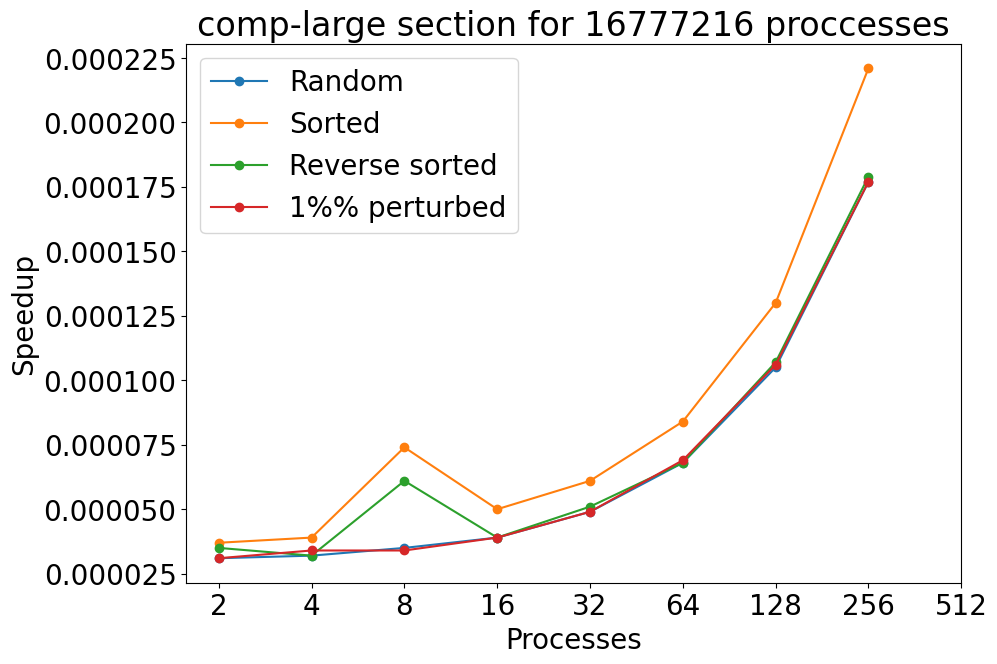 comp-large section for 16777216 proccesses
0.000225
0.000200
0.000175
0.000150
0.000125
0.000100
0.000075
0.000050
0.000025
Speedup
Random
Sorted
Reverse sorted
1%% perturbed
2 4 8 16 32 64 128 256 512
Processes